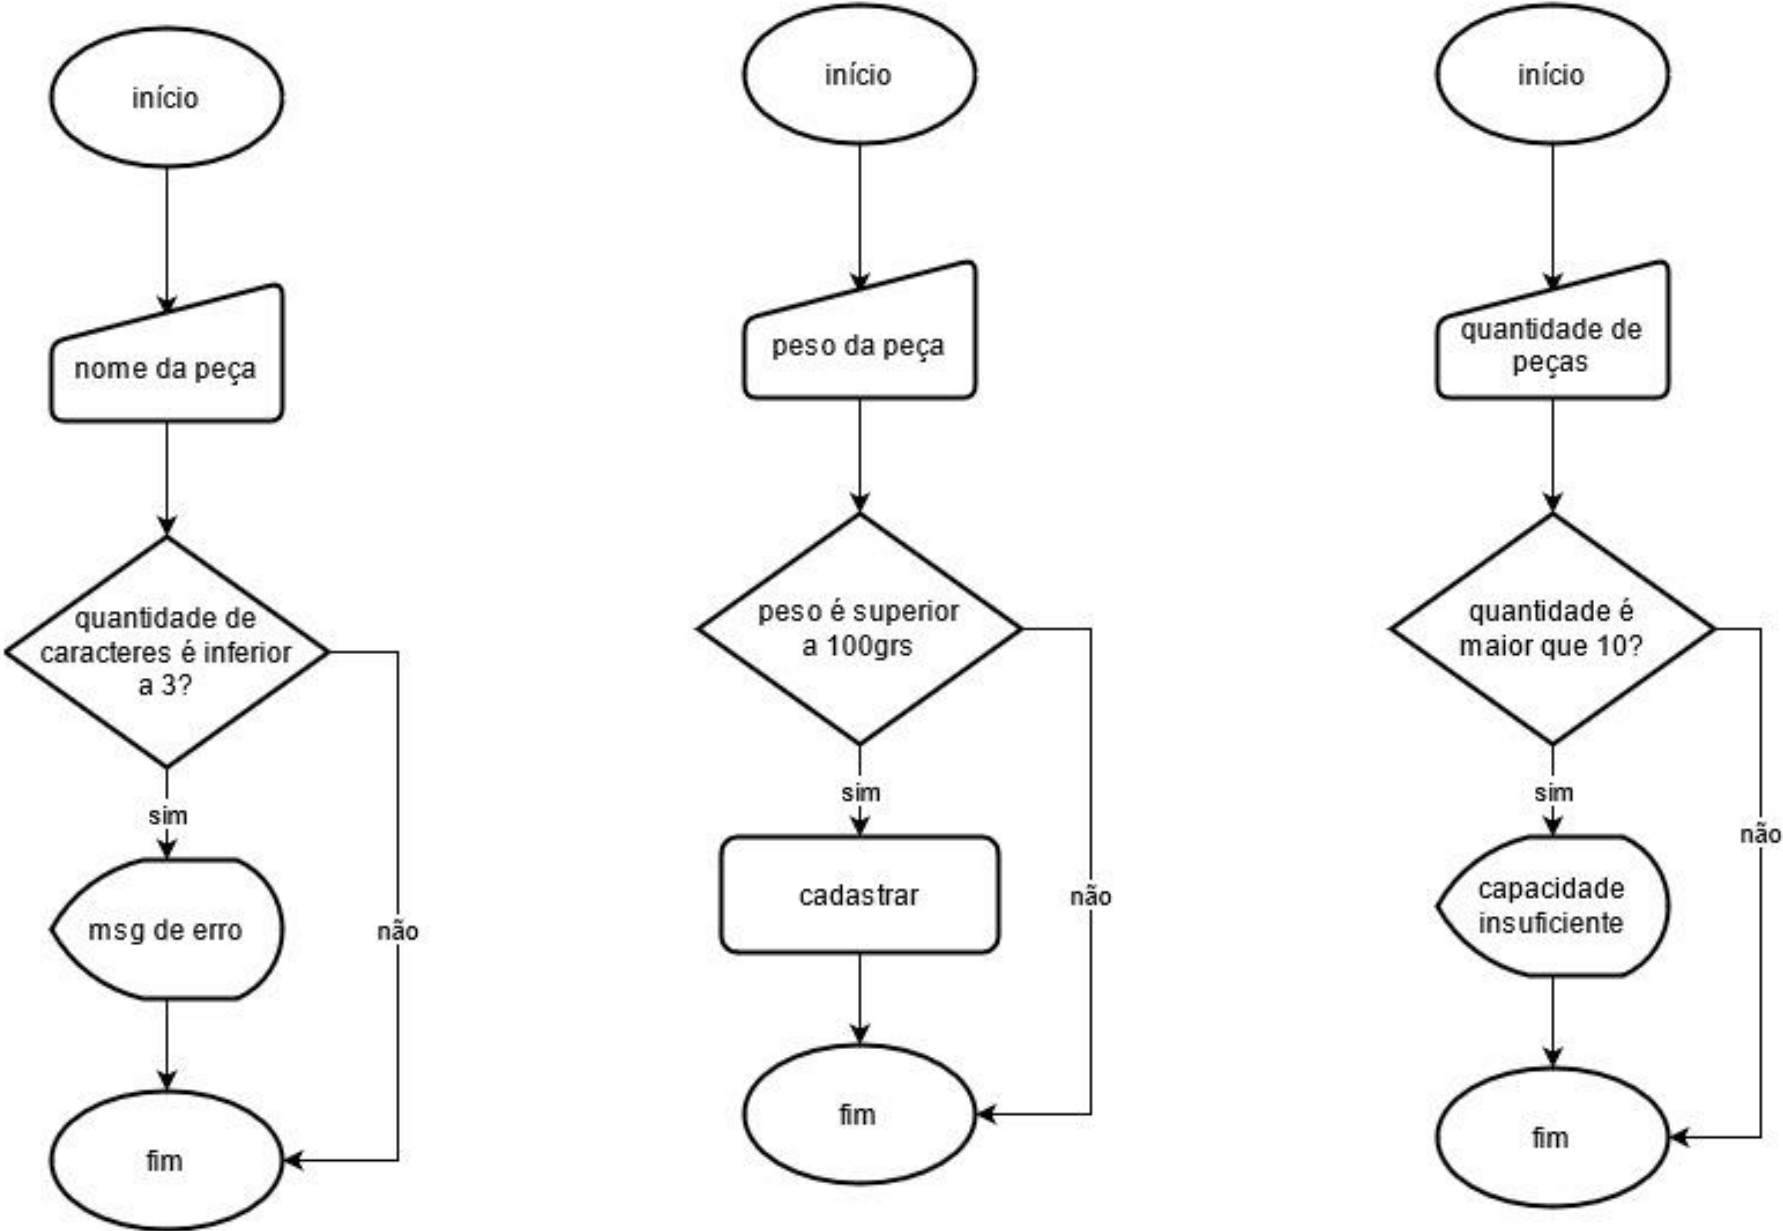 início
nome da peça
quantidade de
caracteres é inferior
a 3?
sim
não
msg de erro
fim
início
peso da peça
peso é superior
a 100grs
sim
não
cadastrar
fim
início
quantidade de
peças
quantidade é
maior que 10?
sim
não
capacidade
insuficiente
fim